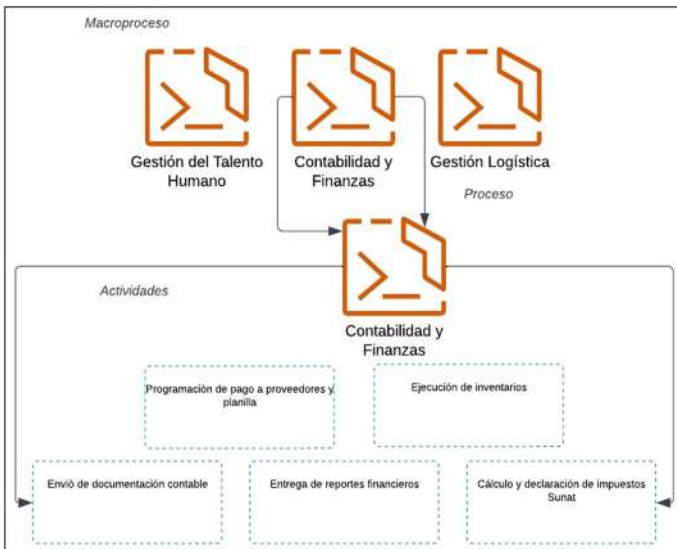 Macroproceso
Gestión del Talento
Humano
Contabilidad y
Finanzas
Gestión Logística
Proceso
Actividades
Contabilidad y
Finanzas
Programación de pago a proveedores y
planilla
Ejecución de inventarios
Envió de documentación contable
Entrega de reportes financieros
Cálculo y declaración de impuestos
Sunat